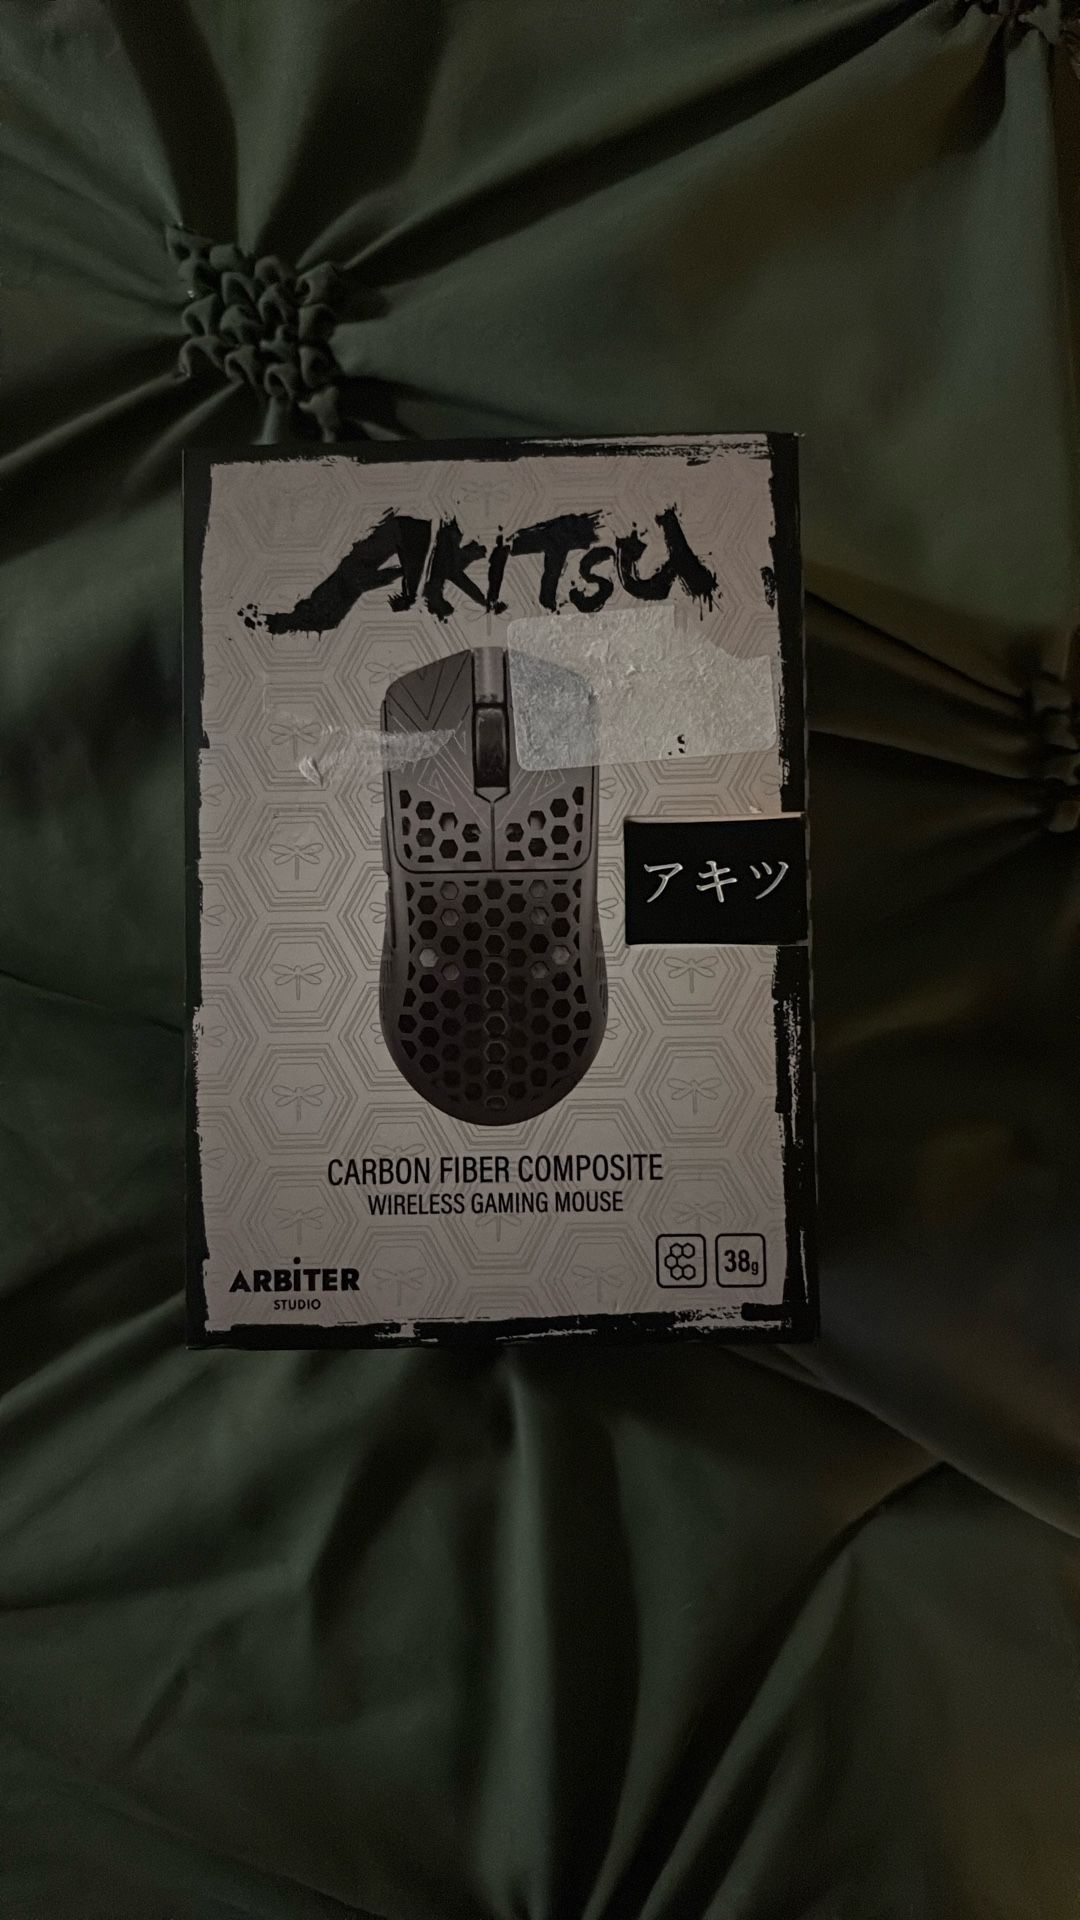 AKiTSU
アキツ
CARBON FIBER COMPOSITE
WIRELESS GAMING MOUSE
38g
ARBiTER
STUDIO